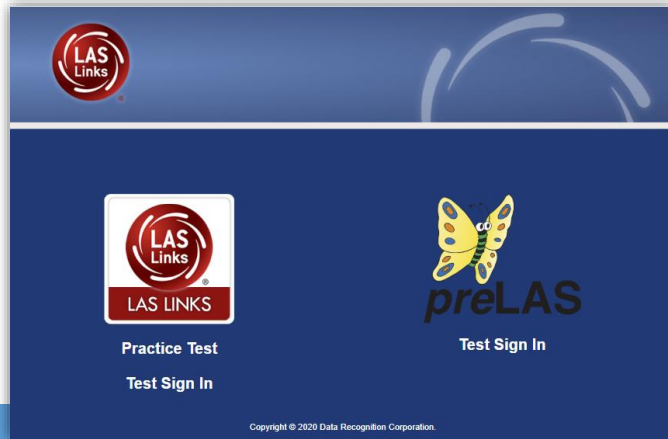 LAS
Links
®
LAS
Links
®
LAS LINKS
Practice Test
Test Sign In
preLAS
Test Sign In
Copyright © 2020 Data Recognition Corporation.